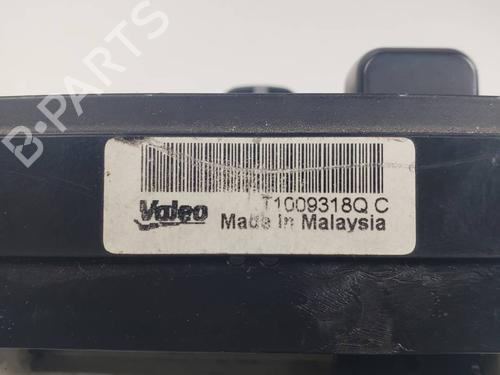 B-PARTS
Valeo
T1009318Q C
Made In Malaysia